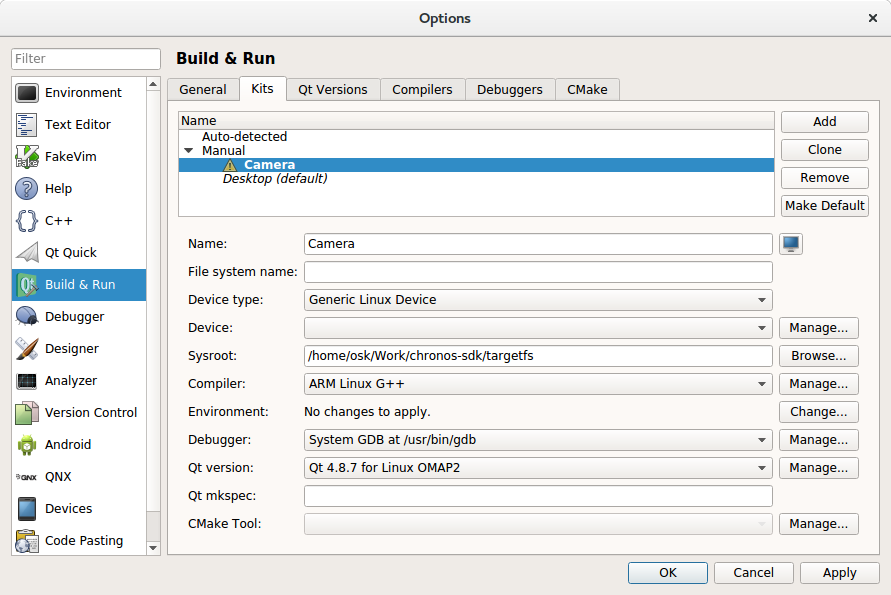 Options
Filter
Environment
Text Editor
FakeVim
Help
C++
Qt Quick
Build & Run
Debugger
Designer
Analyzer
Version Control
Android
QNX
Devices
Code Pasting
Build & Run
General Kits Qt Versions Compilers Debuggers CMake
Name
Auto-detected
Manual
Camera
Desktop (default)
Add
Clone
Remove
Make Default
Name: Camera
File system name:
Device type: Generic Linux Device
Device: Manage...
Sysroot: /home/osk/Work/chronos-sdk/targetfs Browse...
Compiler: ARM Linux G++ Manage...
Environment: No changes to apply. Change...
Debugger: System GDB at /usr/bin/gdb Manage...
Qt version: Qt 4.8.7 for Linux OMAP2 Manage...
Qt mkspec:
CMake Tool: Manage...
OK Cancel Apply